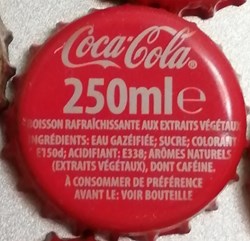 Coca-Cola®
250ml℮
BOISSON RAFRAÎCHISSANTE AUX EXTRAITS VÉGÉTAUX
INGRÉDIENTS: EAU GAZÉIFIÉE; SUCRE; COLORANT:
E150d; ACIDIFIANT: E338; ARÔMES NATURELS
(EXTRAITS VÉGÉTAUX), DONT CAFÉINE.
À CONSOMMER DE PRÉFÉRENCE
AVANT LE: VOIR BOUTEILLE